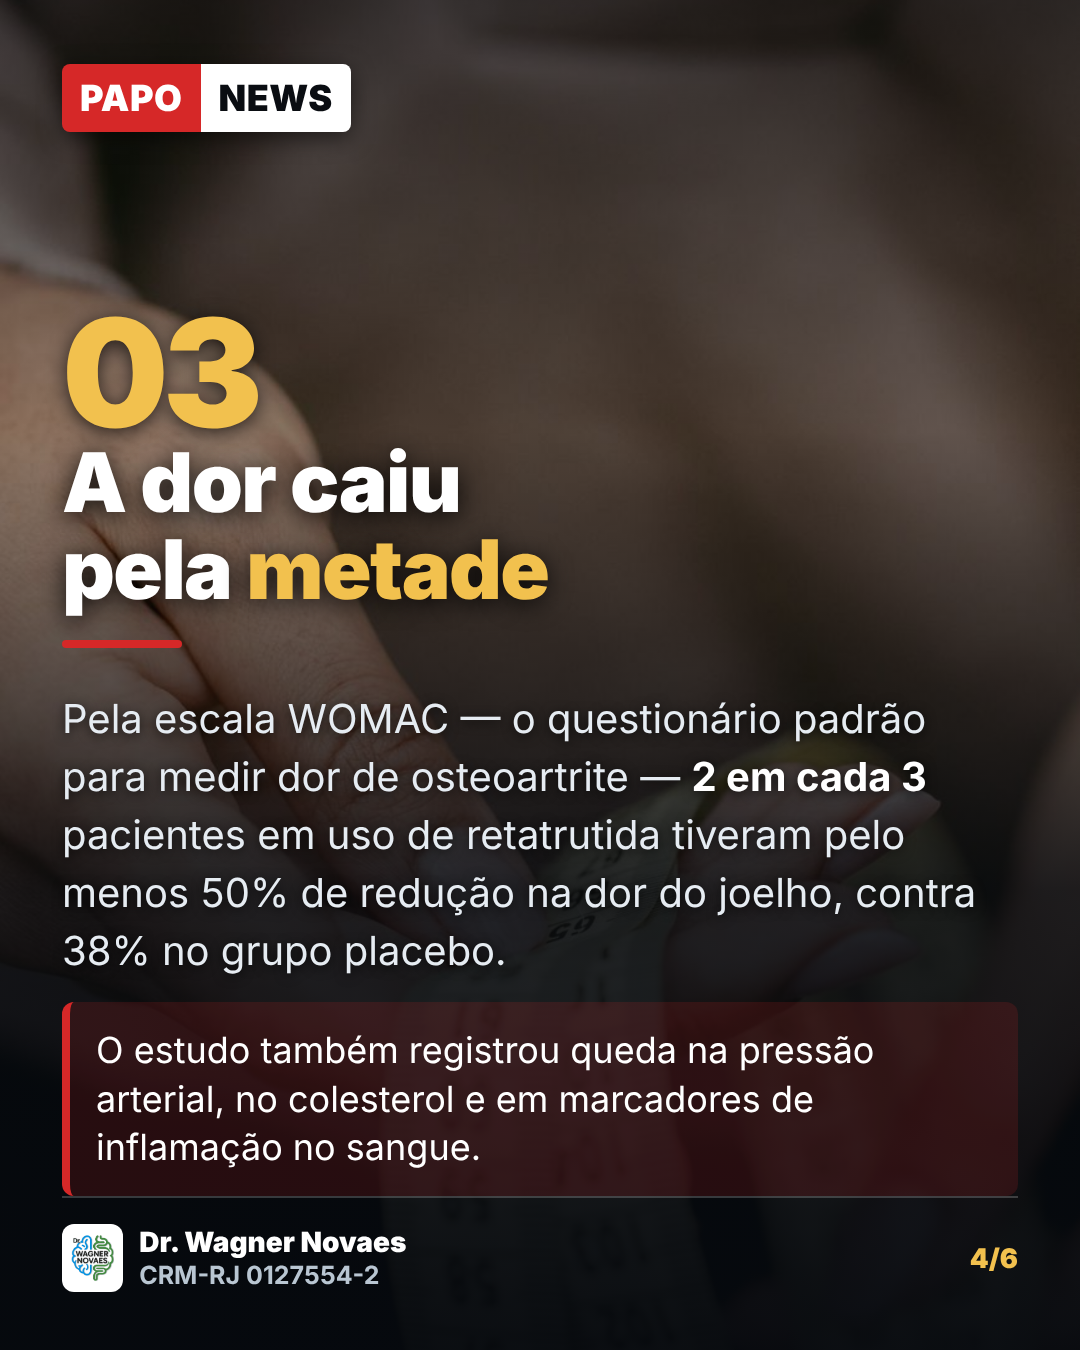 PAPO NEWS
03
A dor caiu
pela metade
Pela escala WOMAC — o questionário padrão
para medir dor de osteoartrite — 2 em cada 3
pacientes em uso de retatrutida tiveram pelo
menos 50% de redução na dor do joelho, contra
38% no grupo placebo.
O estudo também registrou queda na pressão
arterial, no colesterol e em marcadores de
inflamação no sangue.
Dr.
WAGNER
NOVAES
Dr. Wagner Novaes
CRM-RJ 0127554-2
4/6